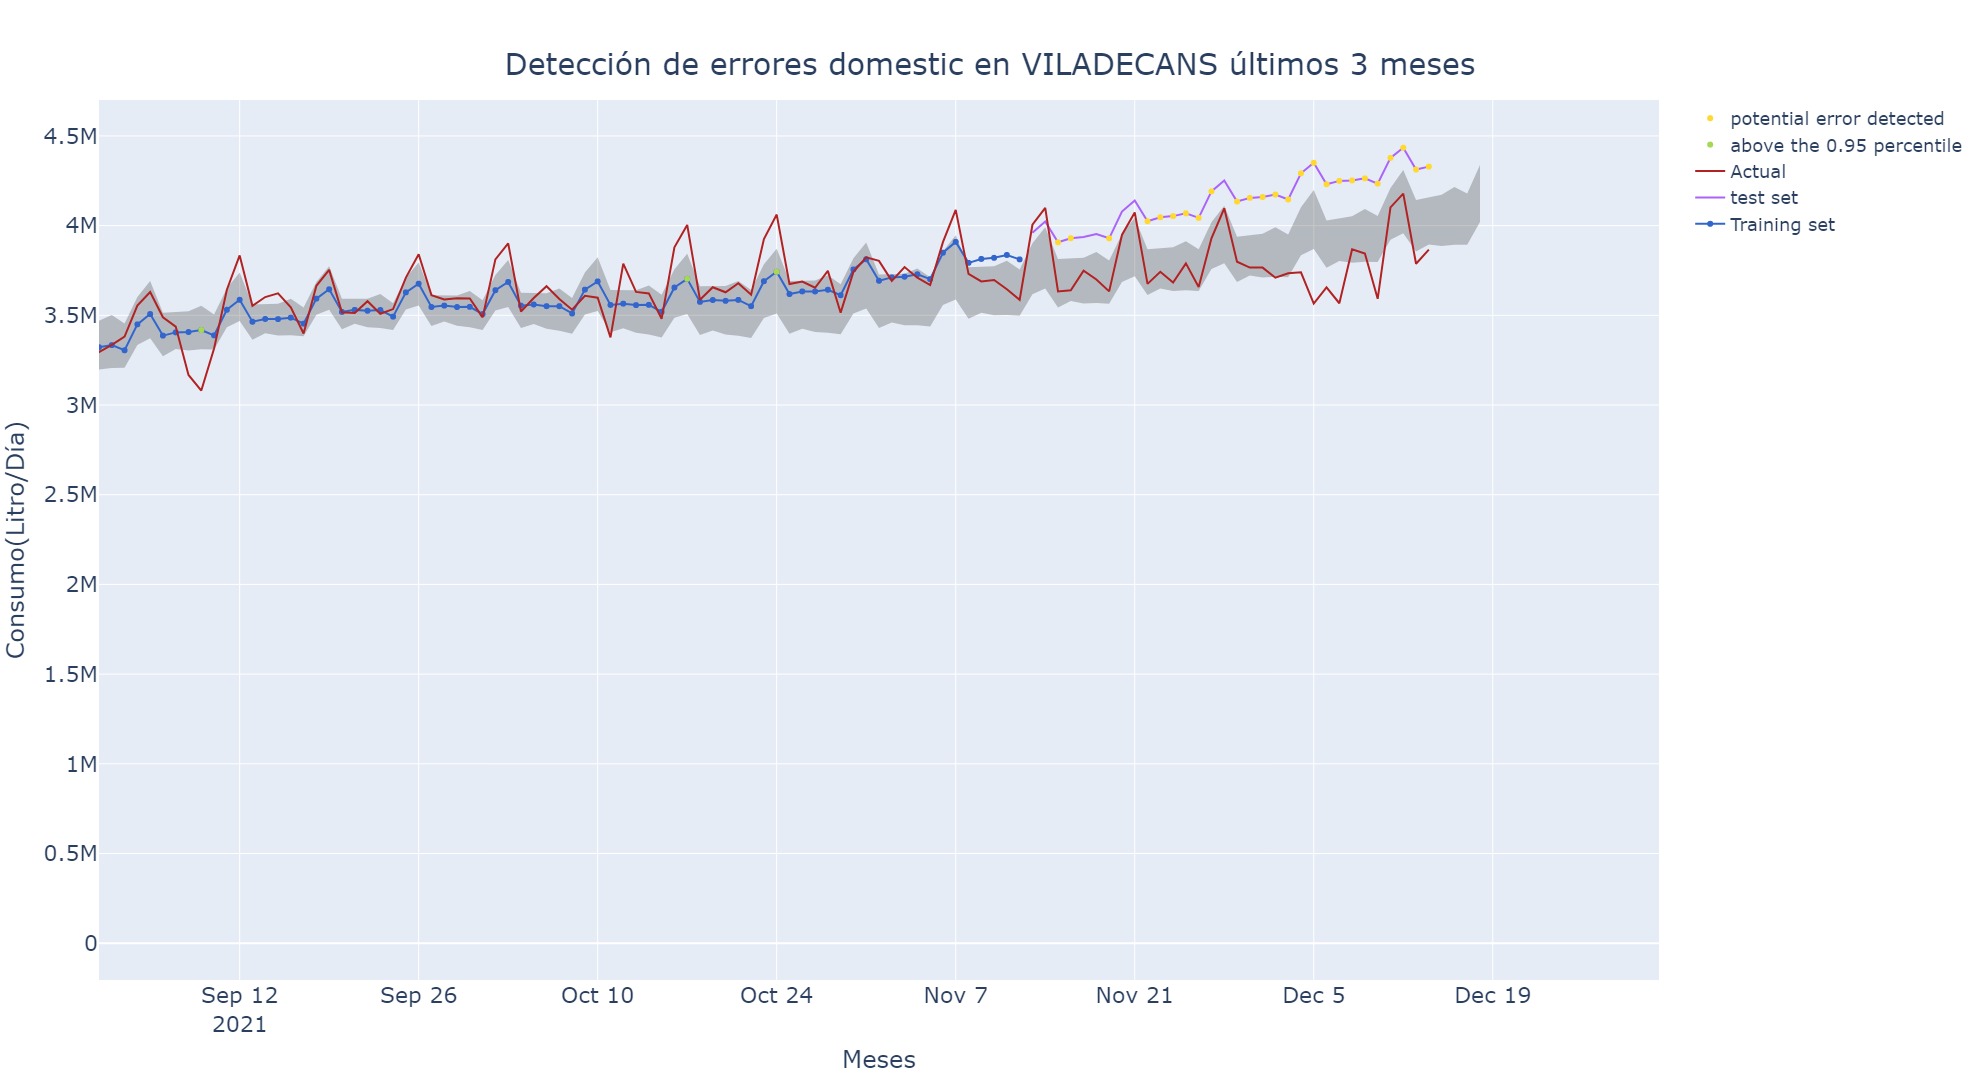 Detección de errores domestic en VILADECANS últimos 3 meses
potential error detected
above the 0.95 percentile
Actual
test set
Training set
4.5M
4M
3.5M
3M
2.5M
2M
1.5M
1M
0.5M
0
Consumo(Litro/Día)
Sep 12 Sep 26 Oct 10 Oct 24 Nov 7 Nov 21 Dec 5 Dec 19
2021
Meses